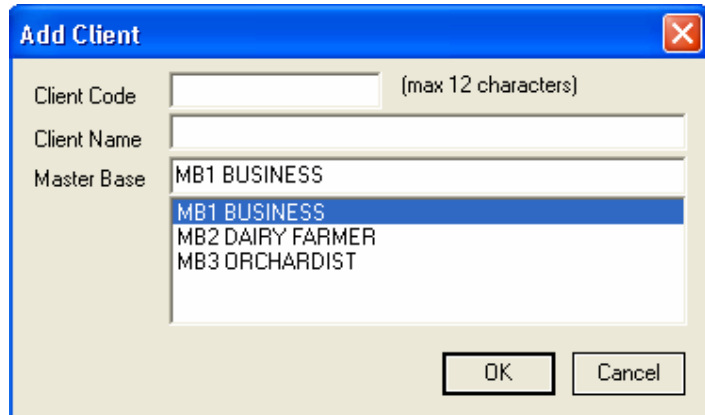 Add Client
Client Code (max 12 characters)
Client Name
Master Base MB1 BUSINESS
MB1 BUSINESS
MB2 DAIRY FARMER
MB3 ORCHARDIST
OK Cancel